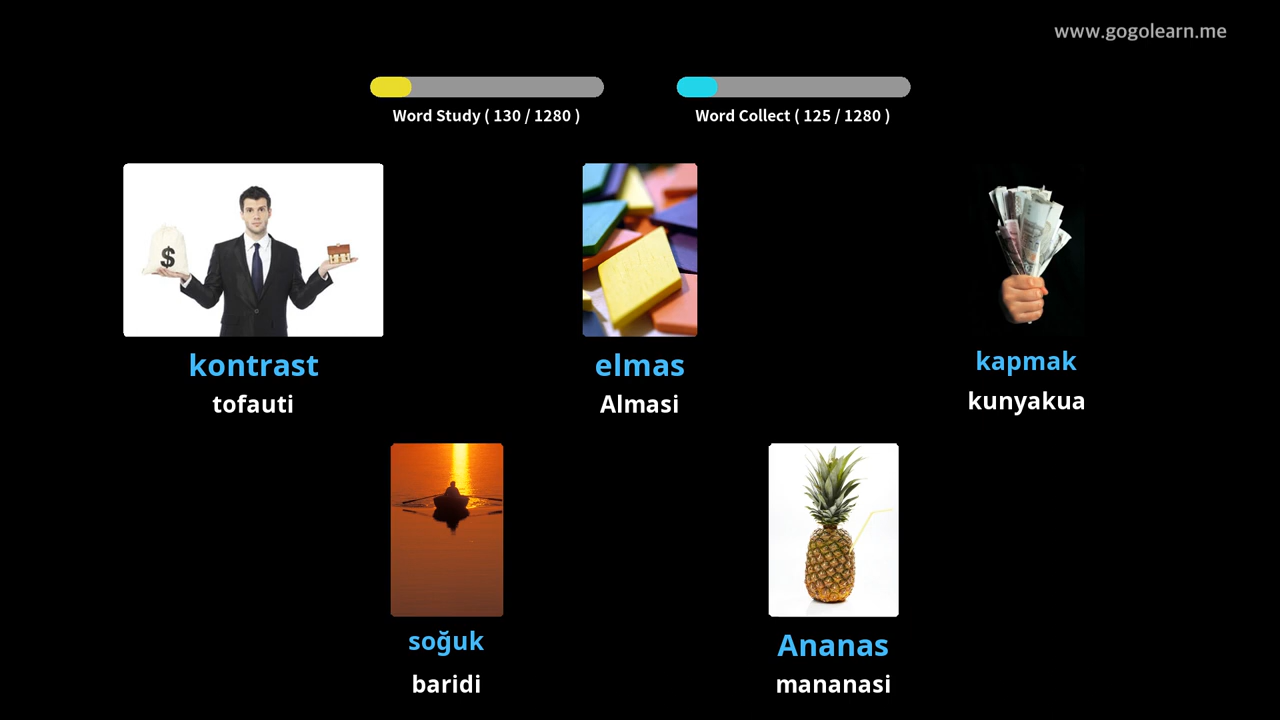 www.gogolearn.me
Word Study ( 130 / 1280 )
Word Collect ( 125 / 1280 )
$
kontrast
tofauti
elmas
Almasi
kapmak
kunyakua
soğuk
baridi
Ananas
mananasi